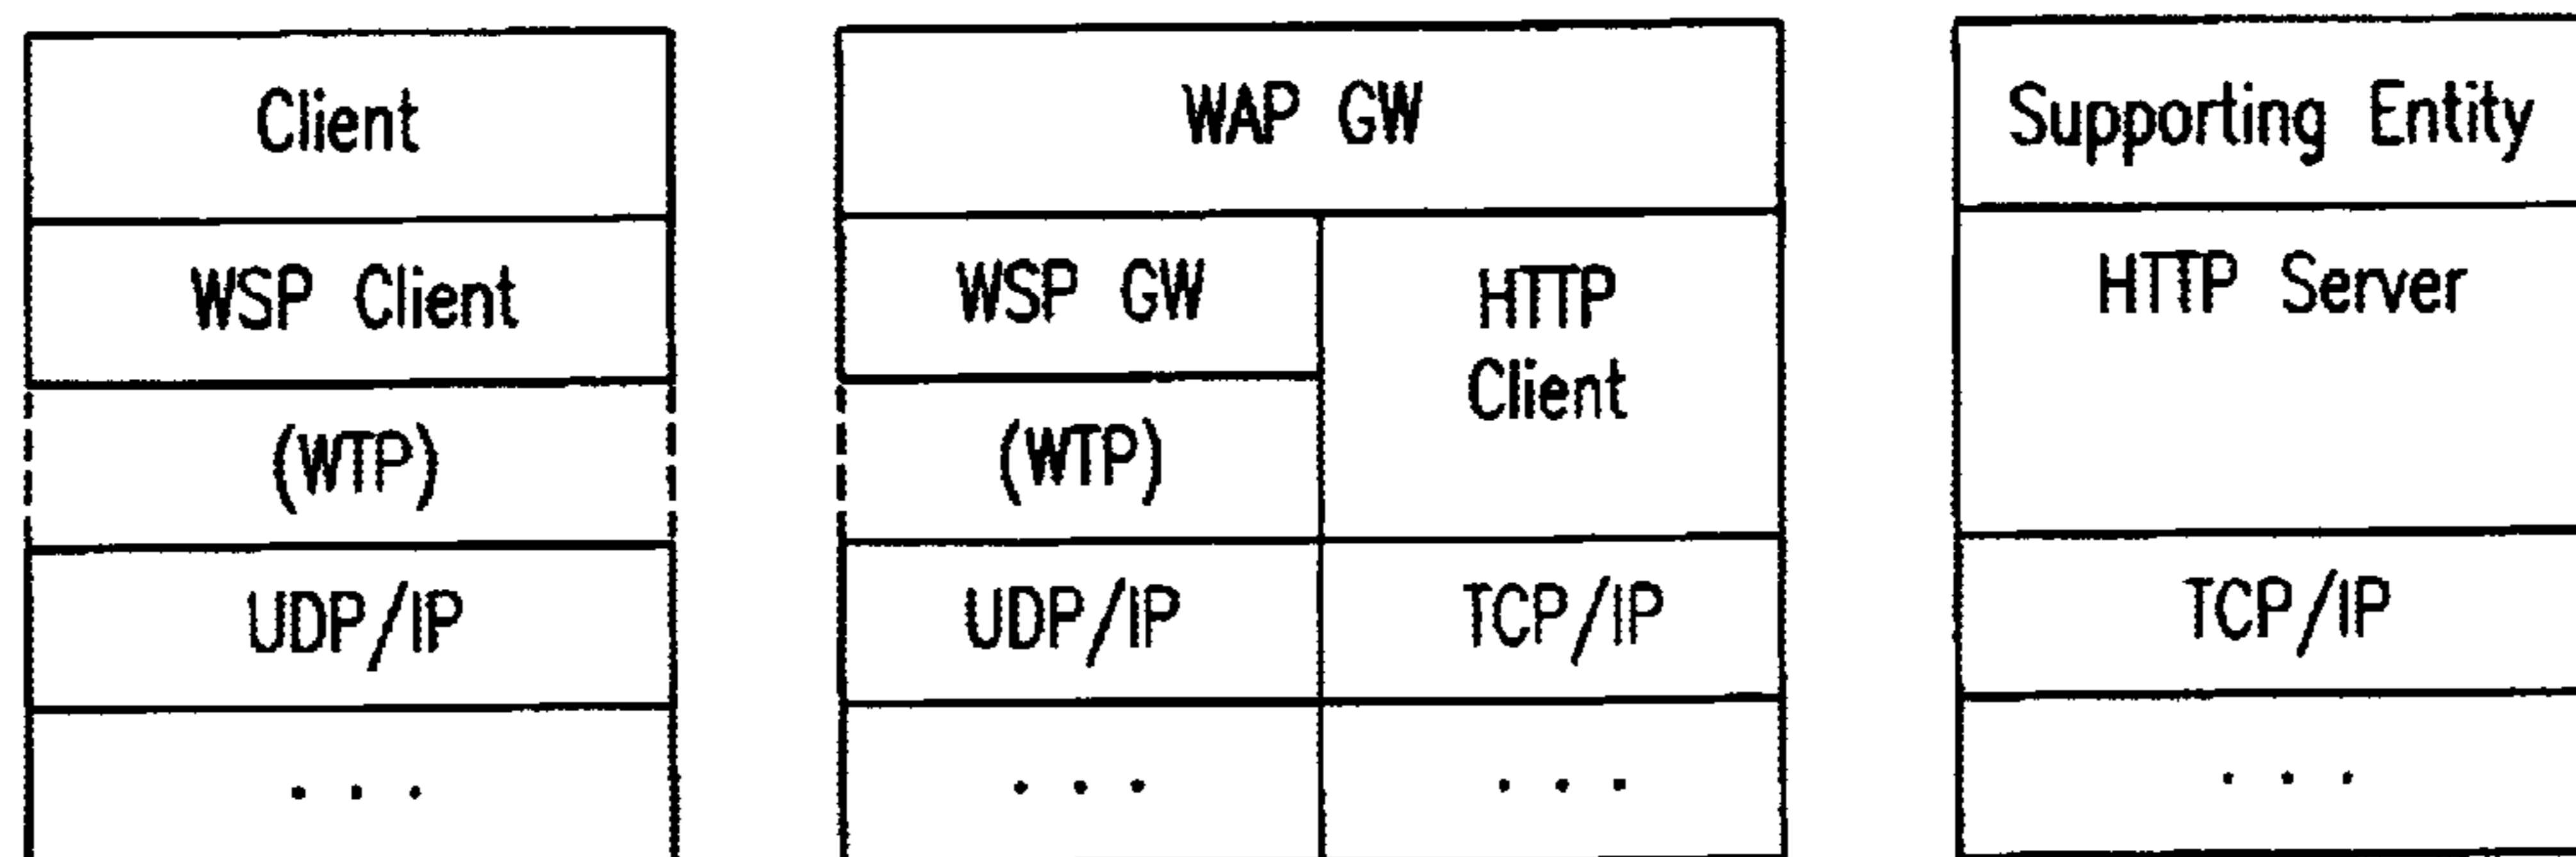 Client
WSP Client
(WTP)
UDP/IP
. . .
WAP GW
WSP GW
(WTP)
UDP/IP
. . .
HTTP
Client
TCP/IP
. . .
Supporting Entity
HTTP Server
TCP/IP
. . .